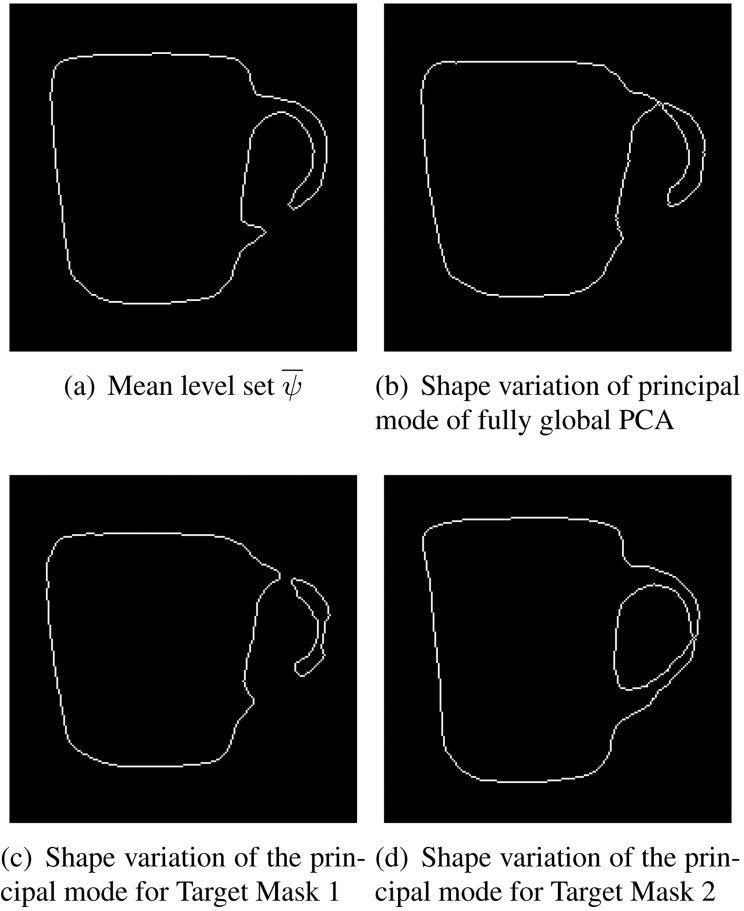 (a) Mean level set ψ̅
(b) Shape variation of principal
mode of fully global PCA
(c) Shape variation of the prin-
cipal mode for Target Mask 1
(d) Shape variation of the prin-
cipal mode for Target Mask 2